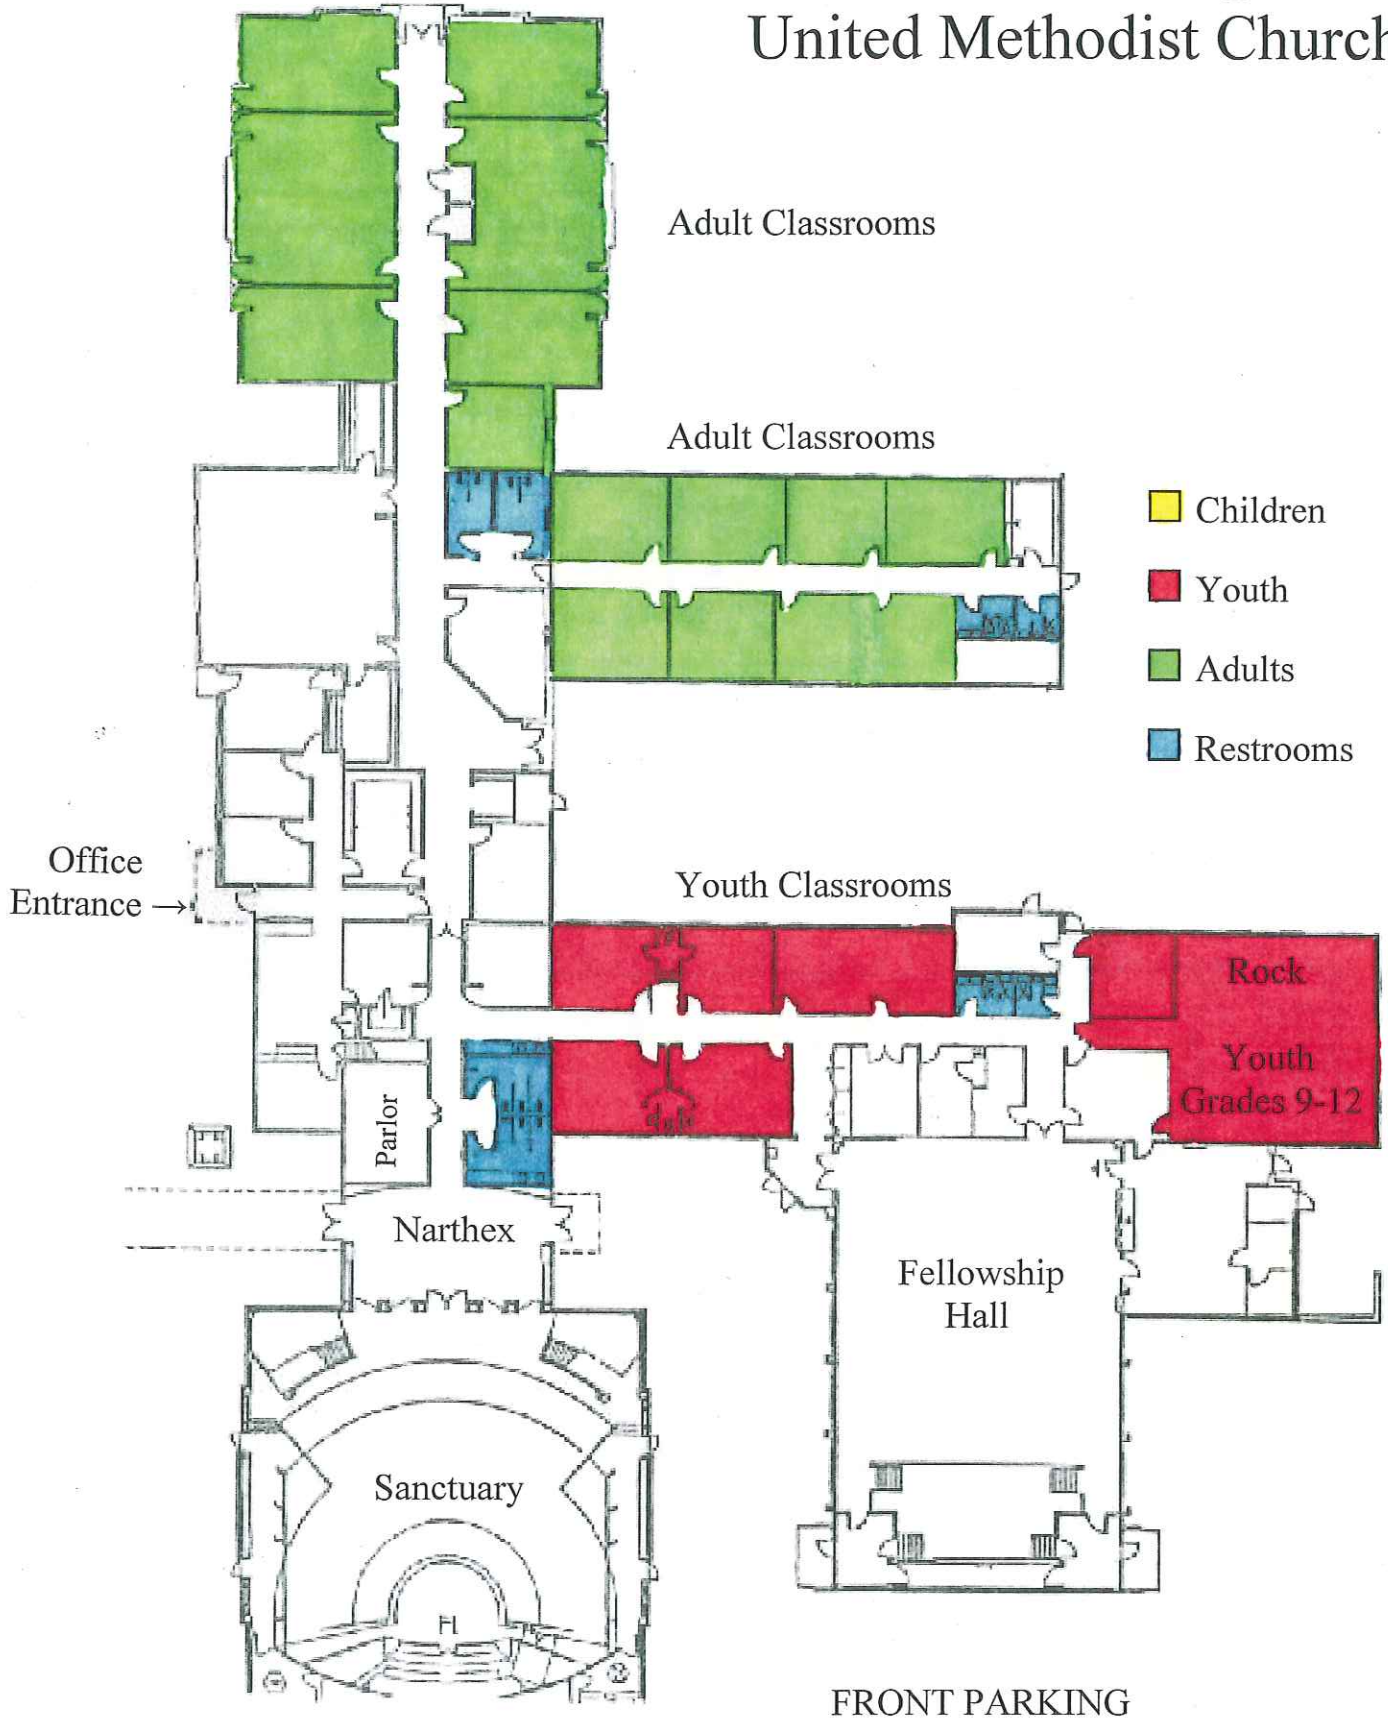 United Methodist Church
Adult Classrooms
Adult Classrooms
Children
Youth
Adults
Restrooms
Office
Entrance →
Youth Classrooms
Rock
Youth
Grades 9-12
Parlor
Narthex
Fellowship
Hall
Sanctuary
FRONT PARKING